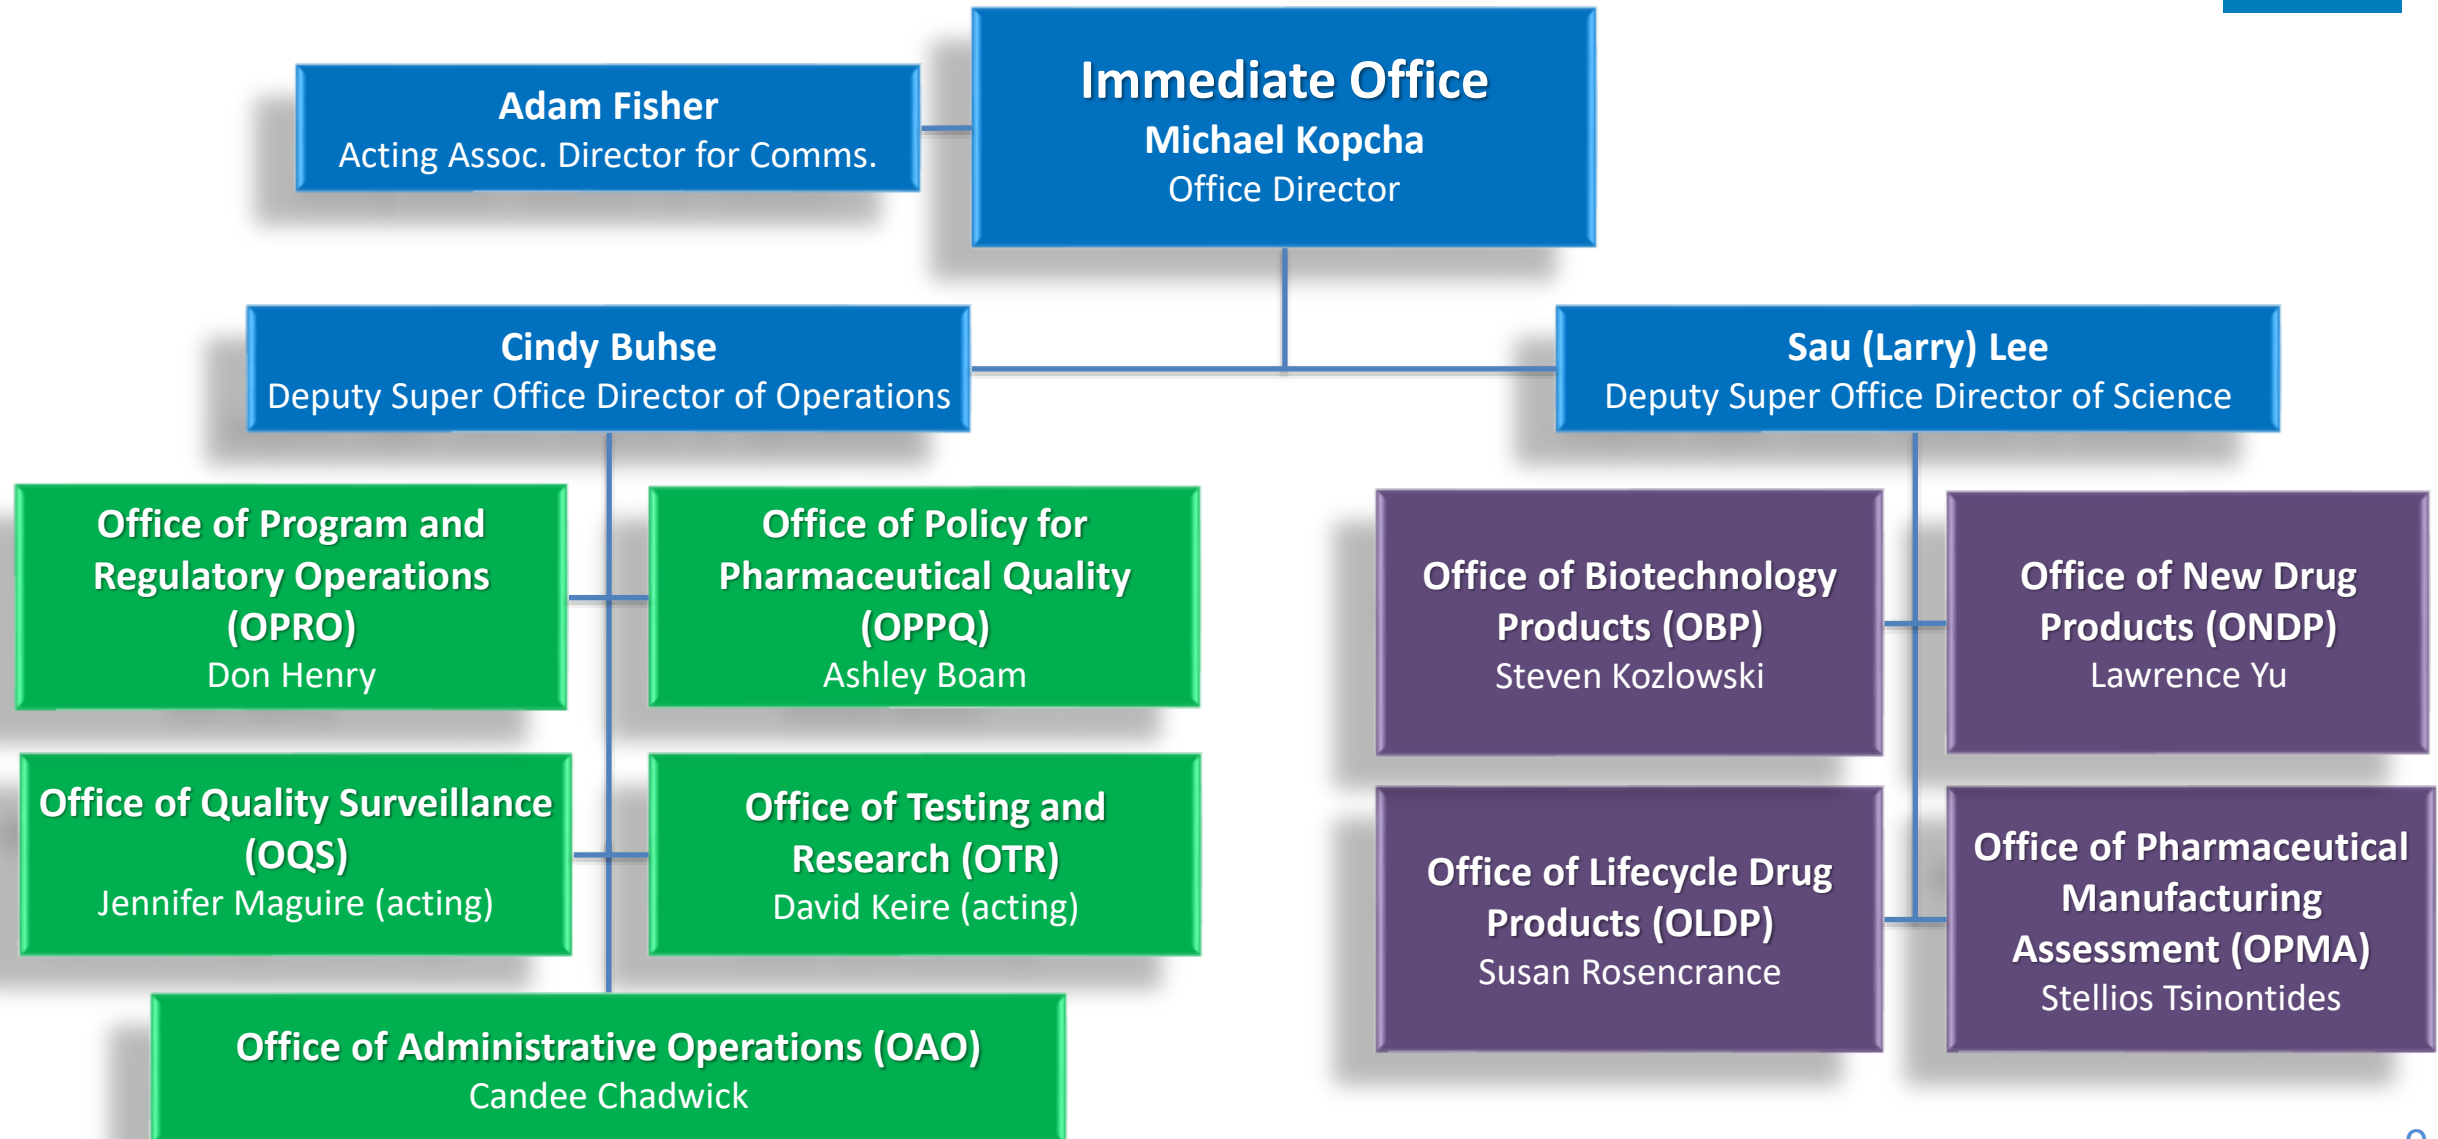 Immediate Office
Michael Kopcha
Office Director
Adam Fisher
Acting Assoc. Director for Comms.
Cindy Buhse
Deputy Super Office Director of Operations
Sau (Larry) Lee
Deputy Super Office Director of Science
Office of Program and
Regulatory Operations
(OPRO)
Don Henry
Office of Policy for
Pharmaceutical Quality
(OPPQ)
Ashley Boam
Office of Biotechnology
Products (OBP)
Steven Kozlowski
Office of New Drug
Products (ONDP)
Lawrence Yu
Office of Quality Surveillance
(OQS)
Jennifer Maguire (acting)
Office of Testing and
Research (OTR)
David Keire (acting)
Office of Lifecycle Drug
Products (OLDP)
Susan Rosencrance
Office of Pharmaceutical
Manufacturing
Assessment (OPMA)
Stellios Tsinontides
Office of Administrative Operations (OAO)
Candee Chadwick